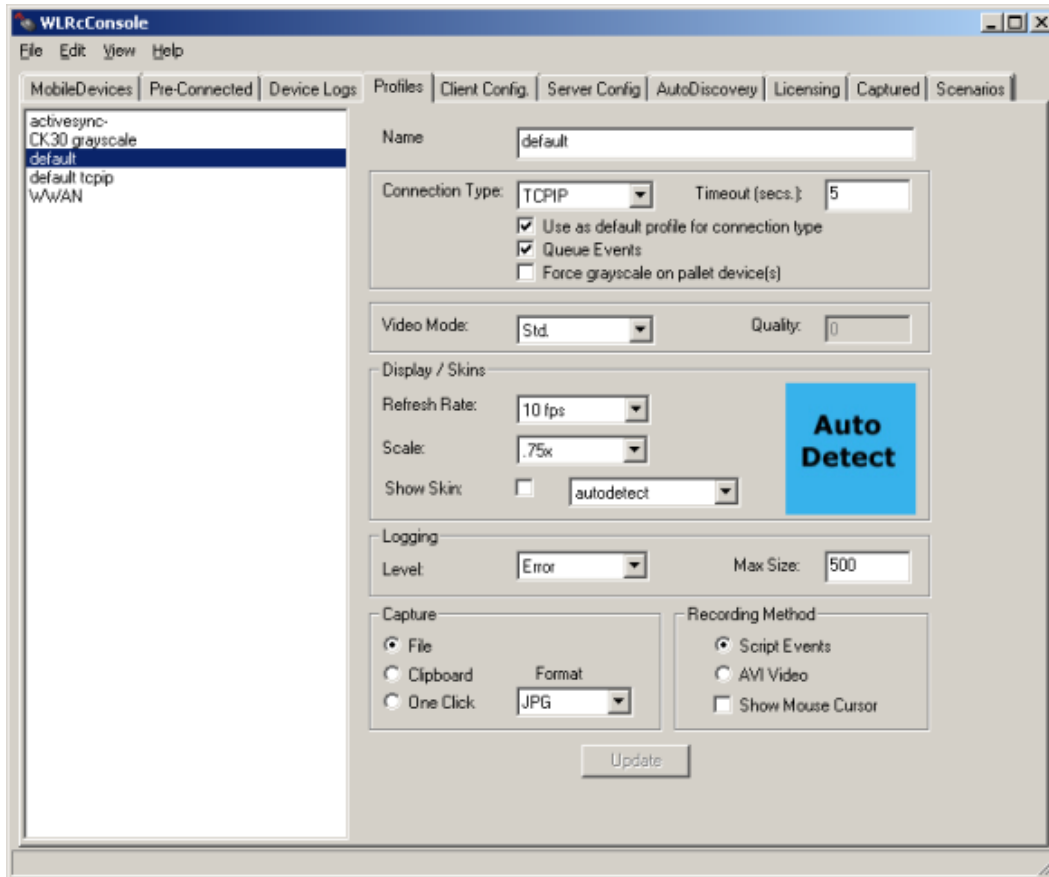 WLRcConsole
File Edit View Help
MobileDevices Pre-Connected Device Logs Profiles Client Config. Server Config AutoDiscovery Licensing Captured Scenarios
activesync-
CK30 grayscale
default
default tcpip
WWAN
Name default
Connection Type: TCPIP Timeout (secs.): 5
Use as default profile for connection type
Queue Events
Force grayscale on pallet device(s)
Video Mode: Std. Quality: 0
Display / Skins
Refresh Rate: 10 fps
Scale: .75x
Show Skin: autodetect
Auto
Detect
Logging
Level: Error Max Size: 500
Capture
File
Clipboard Format
One Click JPG
Recording Method
Script Events
AVI Video
Show Mouse Cursor
Update